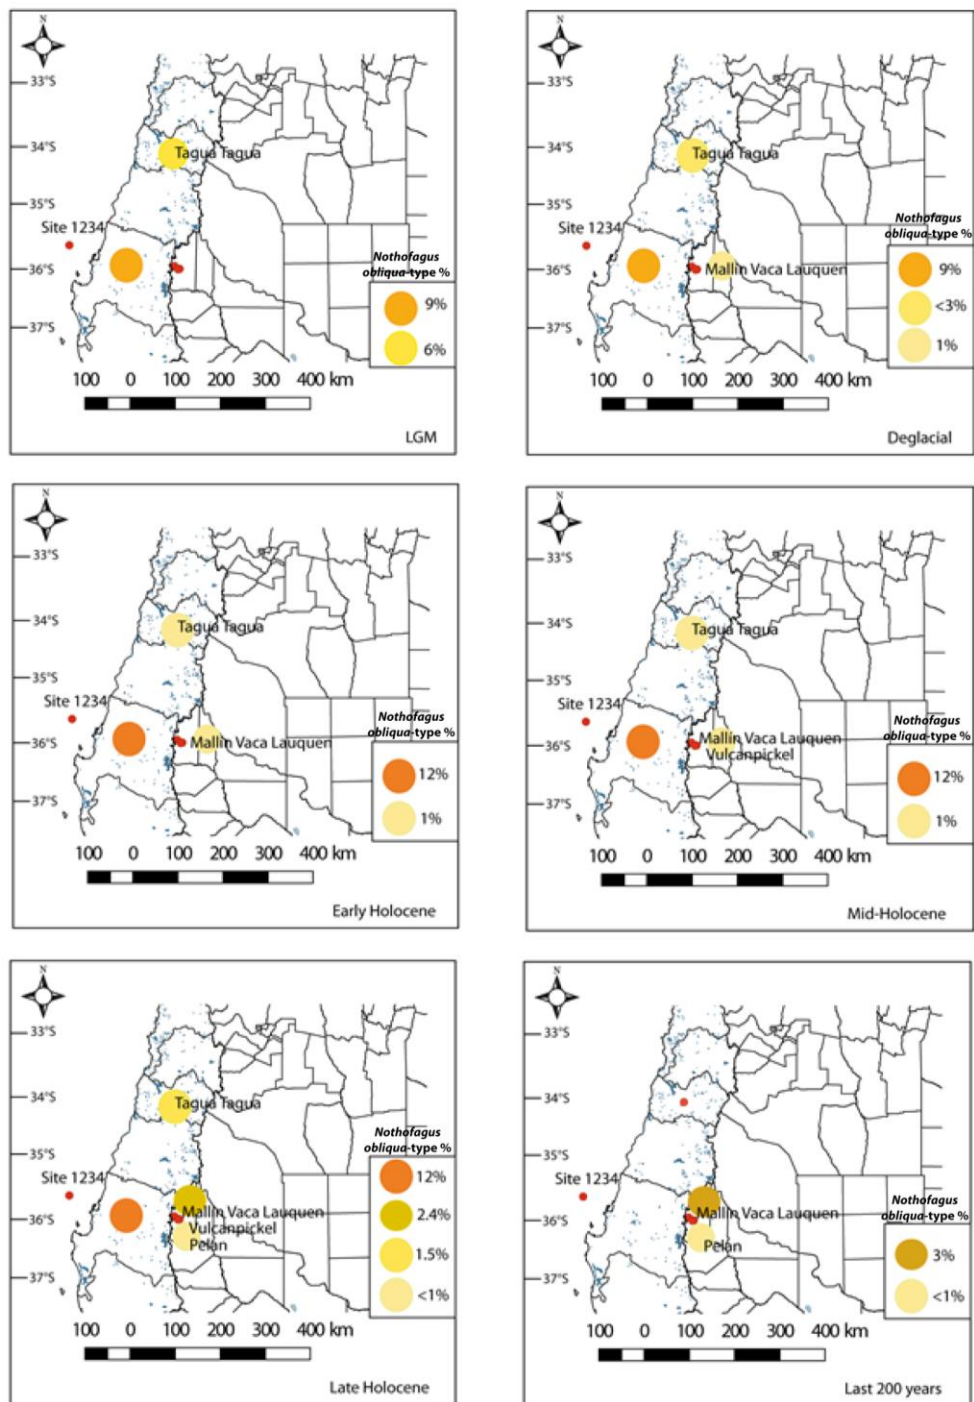 N
33°S
34°S
Tagua Tagua
35°S
Site 1234
36°S
37°S
Nothofagus
obliqua-type %
9%
6%
100 0 100 200 300 400 km
LGM
N
33°S
34°S
Tagua Tagua
35°S
Site 1234
36°S
Mallín Vaca Lauquen
37°S
Nothofagus
obliqua-type %
9%
<3%
1%
100 0 100 200 300 400 km
Deglacial
N
33°S
34°S
Tagua Tagua
35°S
Site 1234
36°S
Mallín Vaca Lauquen
37°S
Nothofagus
obliqua-type %
12%
1%
100 0 100 200 300 400 km
Early Holocene
N
33°S
34°S
Tagua Tagua
35°S
Site 1234
36°S
Mallín Vaca Lauquen
Vulcanpickel
37°S
Nothofagus
obliqua-type %
12%
1%
100 0 100 200 300 400 km
Mid-Holocene
N
33°S
34°S
Tagua Tagua
35°S
Site 1234
36°S
Mallín Vaca Lauquen
Vulcanpickel
Pelán
37°S
Nothofagus
obliqua-type %
12%
2.4%
1.5%
<1%
100 0 100 200 300 400 km
Late Holocene
N
33°S
34°S
35°S
Site 1234
36°S
Mallín Vaca Lauquen
Pelán
37°S
Nothofagus
obliqua-type %
3%
<1%
100 0 100 200 300 400 km
Last 200 years